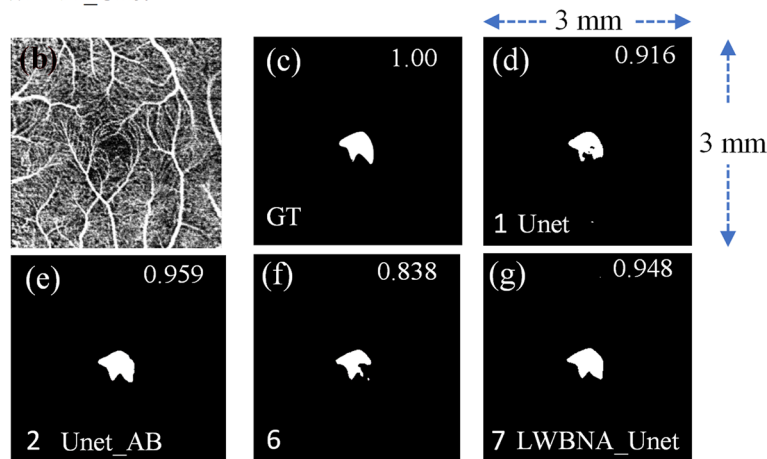 3 mm
(b)
(c) 1.00
(d) 0.916
3 mm
GT
1 Unet
(e) 0.959
(f) 0.838
(g) 0.948
2 Unet_AB
6
7 LWBNA_Unet